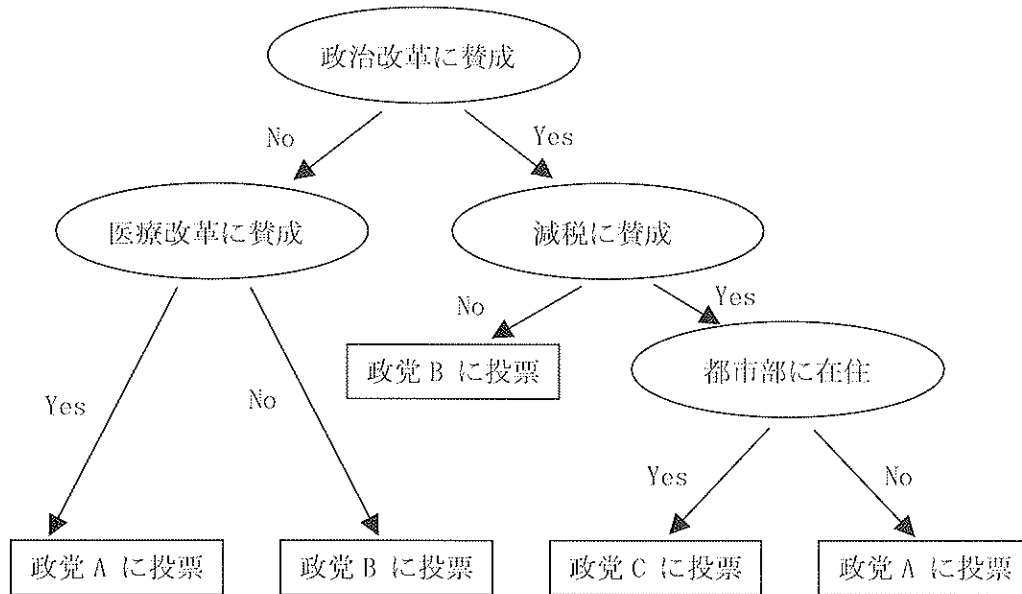 政治改革に賛成
No
Yes
医療改革に賛成
減税に賛成
No
Yes
政党 B に投票
都市部に在住
Yes
No
Yes
No
政党 A に投票
政党 B に投票
政党 C に投票
政党 A に投票